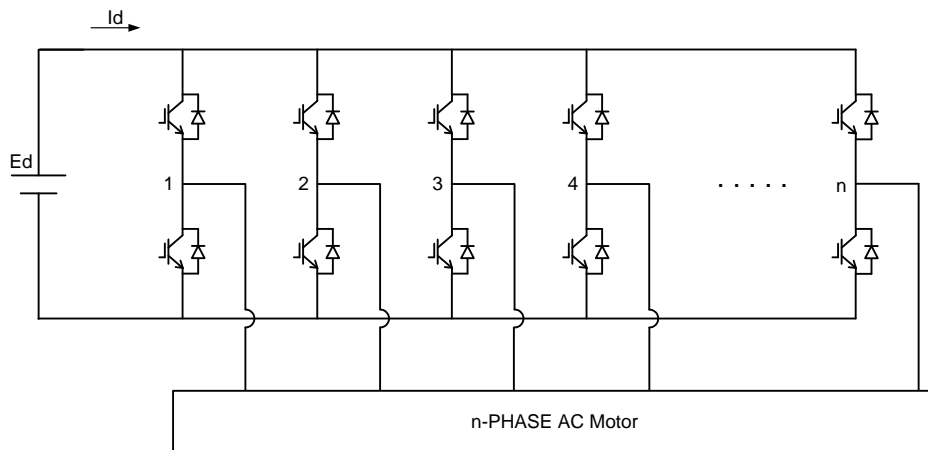 Id
Ed
1 2 3 4 . . . . . n
n-PHASE AC Motor